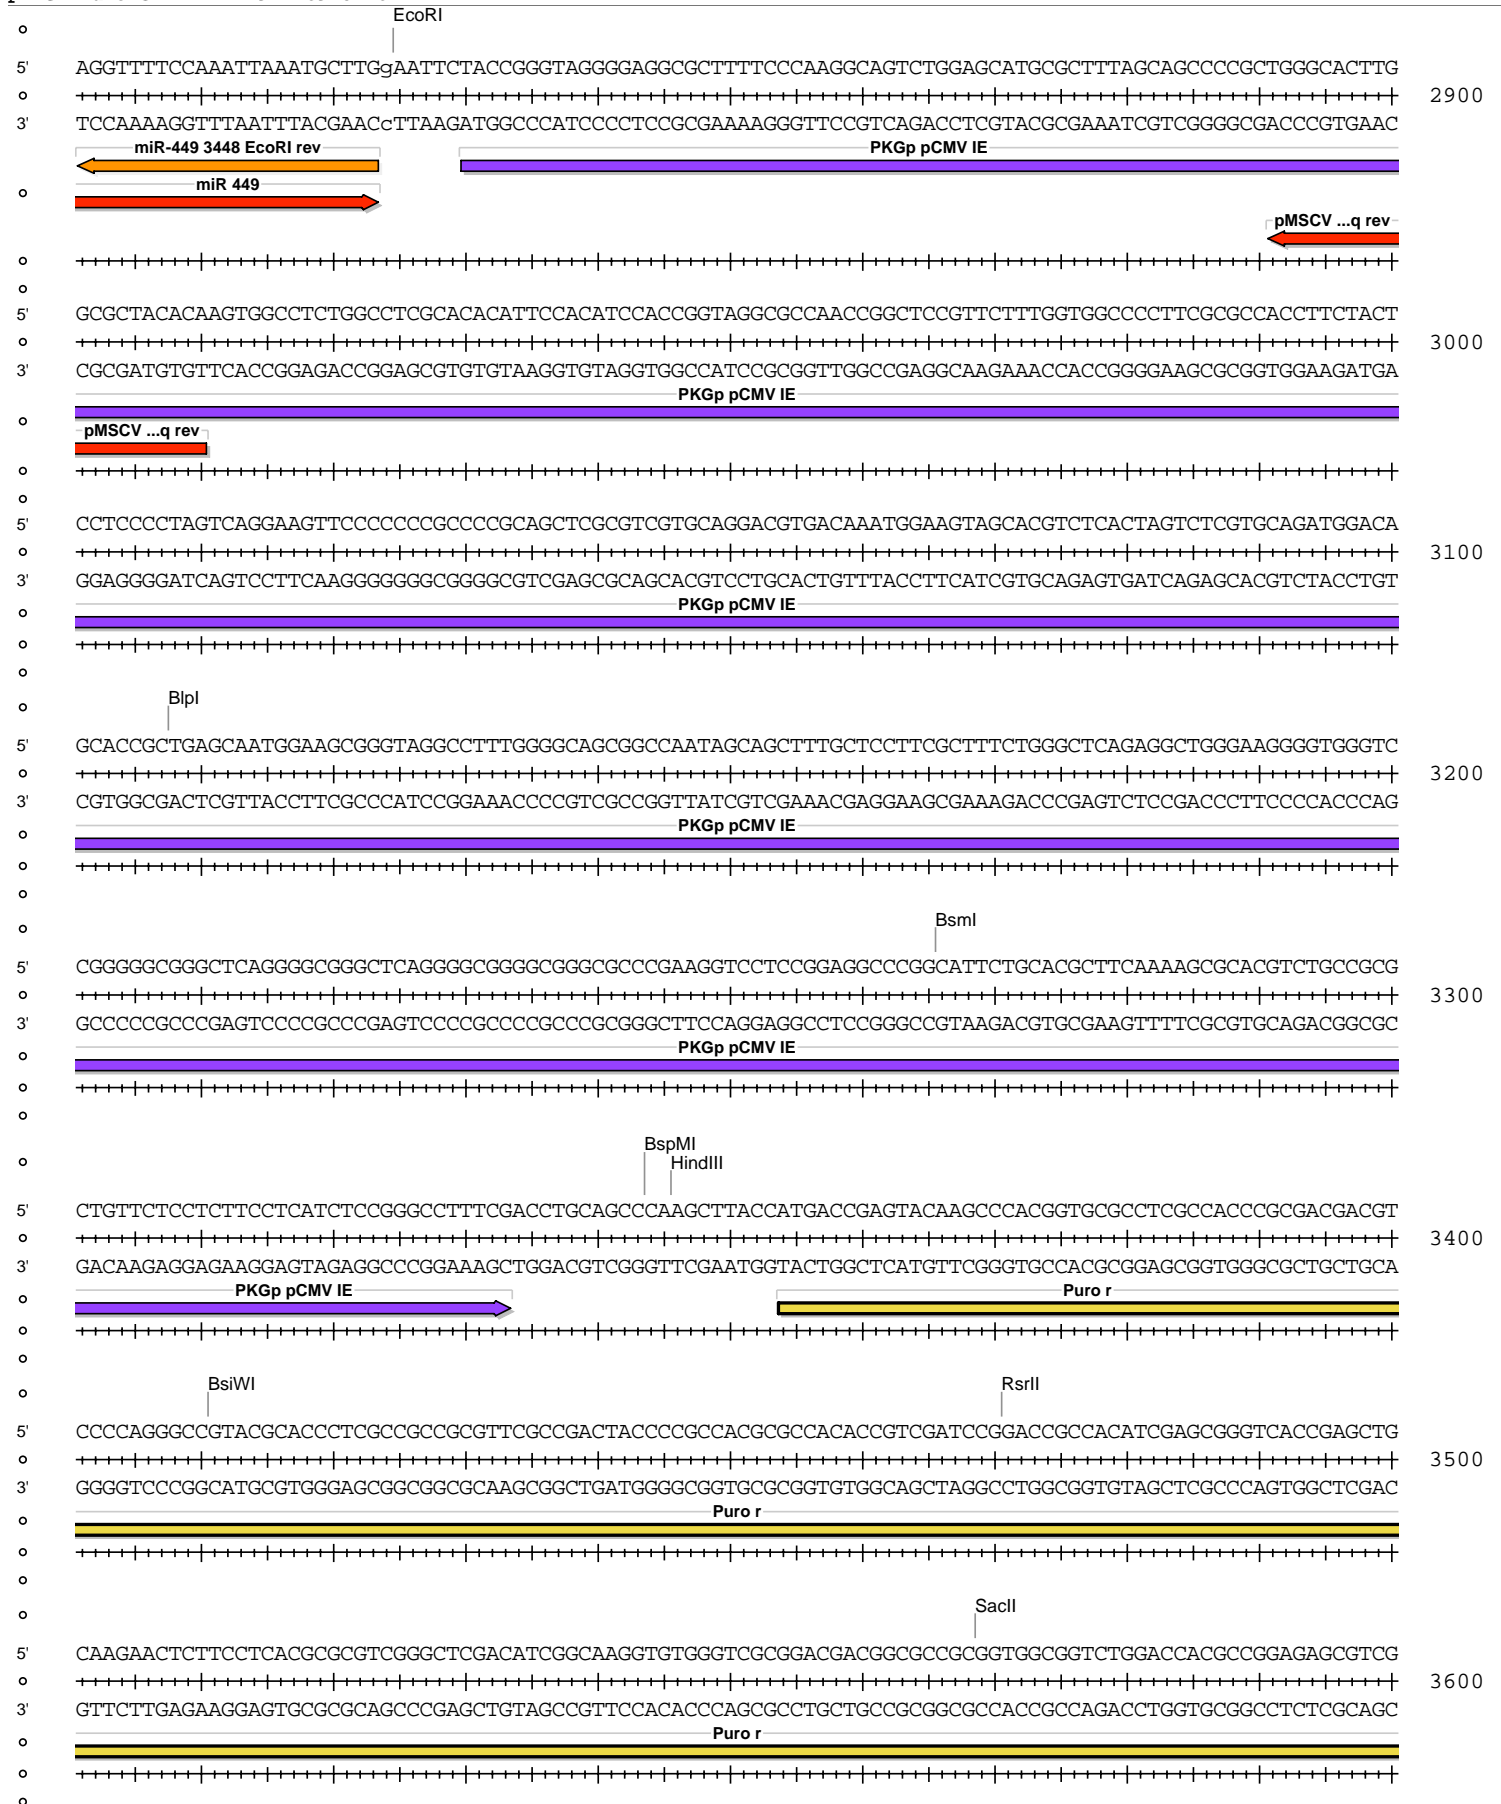 EcoRI
5' AGGTTTTCCAAATTAAATGCTTGgAATTCTACCGGGTAGGGGAGGCGCTTTTCCCAAGGCAGTCTGGAGCATGCGCTTTAGCAGCCCCGCTGGGCACTTG
2900
3' TCCAAAAGGTTTAATTTACGAACcTTAAGATGGCCCATCCCCTCCGCGAAAAGGGTTCCGTCAGACCTCGTACGCGAAATCGTCGGGGCGACCCGTGAAC
miR-449 3448 EcoRI rev PKGp pCMV IE
miR 449
pMSCV ...q rev
5' GCGCTACACAAGTGGCCTCTGGCCTCGCACACATTCCACATCCACCGGTAGGCGCCAACCGGCTCCGTTCTTTGGTGGCCCCTTCGCGCCACCTTCTACT
3000
3' CGCGATGTGTTCACCGGAGACCGGAGCGTGTGTAAGGTGTAGGTGGCCATCCGCGGTTGGCCGAGGCAAGAAACCACCGGGGAAGCGCGGTGGAAGATGA
PKGp pCMV IE
pMSCV ...q rev
5' CCTCCCCTAGTCAGGAAGTTCCCCCCCGCCCCGCAGCTCGCGTCGTGCAGGACGTGACAAATGGAAGTAGCACGTCTCACTAGTCTCGTGCAGATGGACA
3100
3' GGAGGGGATCAGTCCTTCAAGGGGGGGCGGGGCGTCGAGCGCAGCACGTCCTGCACTGTTTACCTTCATCGTGCAGAGTGATCAGAGCACGTCTACCTGT
PKGp pCMV IE
BlpI
5' GCACCGCTGAGCAATGGAAGCGGGTAGGCCTTTGGGGCAGCGGCCAATAGCAGCTTTGCTCCTTCGCTTTCTGGGCTCAGAGGCTGGGAAGGGGTGGGTC
3200
3' CGTGGCGACTCGTTACCTTCGCCCATCCGGAAACCCCGTCGCCGGTTATCGTCGAAACGAGGAAGCGAAAGACCCGAGTCTCCGACCCTTCCCCACCCAG
PKGp pCMV IE
BsmI
5' CGGGGGCGGGCTCAGGGGCGGGCTCAGGGGCGGGGCGGGCGCCCGAAGGTCCTCCGGAGGCCCGGCATTCTGCACGCTTCAAAAGCGCACGTCTGCCGCG
3300
3' GCCCCCGCCCGAGTCCCCGCCCGAGTCCCCGCCCCGCCCGCGGGCTTCCAGGAGGCCTCCGGGCCGTAAGACGTGCGAAGTTTTCGCGTGCAGACGGCGC
PKGp pCMV IE
BspMI
HindIII
5' CTGTTCTCCTCTTCCTCATCTCCGGGCCTTTCGACCTGCAGCCCAAGCTTACCATGACCGAGTACAAGCCCACGGTGCGCCTCGCCACCCGCGACGACGT
3400
3' GACAAGAGGAGAAGGAGTAGAGGCCCGGAAAGCTGGACGTCGGGTTCGAATGGTACTGGCTCATGTTCGGGTGCCACGCGGAGCGGTGGGCGCTGCTGCA
PKGp pCMV IE Puro r
BsiWI RsrII
5' CCCCAGGGCCGTACGCACCCTCGCCGCCGCGTTCGCCGACTACCCCGCCACGCGCCACACCGTCGATCCGGACCGCCACATCGAGCGGGTCACCGAGCTG
3500
3' GGGGTCCCGGCATGCGTGGGAGCGGCGGCGCAAGCGGCTGATGGGGCGGTGCGCGGTGTGGCAGCTAGGCCTGGCGGTGTAGCTCGCCCAGTGGCTCGAC
Puro r
SacII
5' CAAGAACTCTTCCTCACGCGCGTCGGGCTCGACATCGGCAAGGTGTGGGTCGCGGACGACGGCGCCGCGGTGGCGGTCTGGACCACGCCGGAGAGCGTCG
3600
3' GTTCTTGAGAAGGAGTGCGCGCAGCCCGAGCTGTAGCCGTTCCACACCCAGCGCCTGCTGCCGCGGCGCCACCGCCAGACCTGGTGCGGCCTCTCGCAGC
Puro r